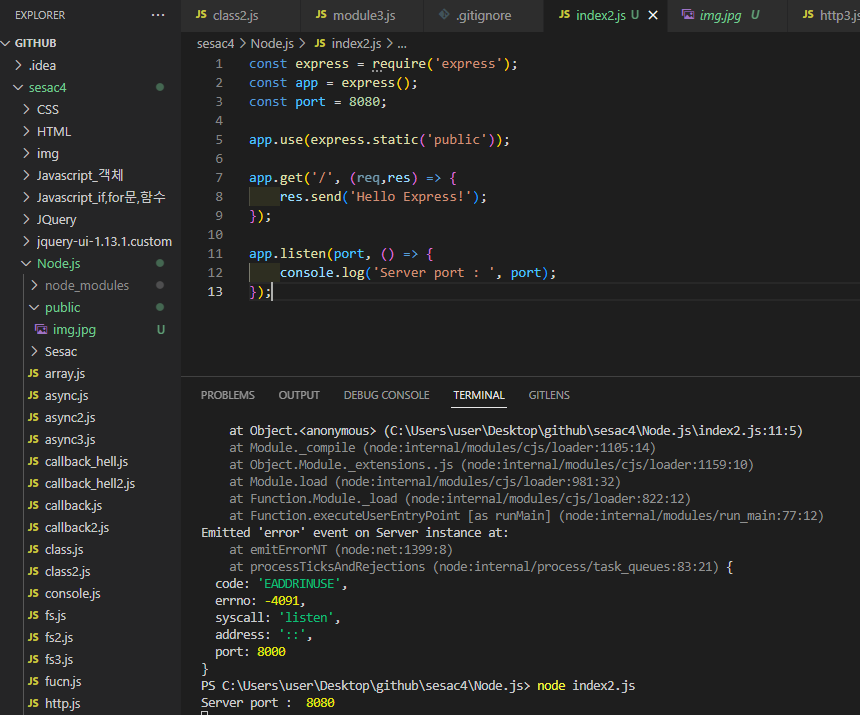 EXPLORER ...
GITHUB
.idea
sesac4
CSS
HTML
img
Javascript_객체
Javascript_if,for문,함수
JQuery
jquery-ui-1.13.1.custom
Node.js
node_modules
public
img.jpg U
Sesac
JS array.js
JS async.js
JS async2.js
JS async3.js
JS callback_hell.js
JS callback_hell2.js
JS callback.js
JS callback2.js
JS class.js
JS class2.js
JS console.js
JS fs.js
JS fs2.js
JS fs3.js
JS fucn.js
JS http.js
JS class2.js JS module3.js .gitignore JS index2.js U img.jpg U JS http3.js
sesac4 > Node.js > JS index2.js > ...
1 const express = require('express');
2 const app = express();
3 const port = 8080;
4
5 app.use(express.static('public'));
6
7 app.get('/', (req,res) => {
8 res.send('Hello Express!');
9 });
10
11 app.listen(port, () => {
12 console.log('Server port : ', port);
13 });
PROBLEMS OUTPUT DEBUG CONSOLE TERMINAL GITLENS
at Object.<anonymous> (C:\Users\user\Desktop\github\sesac4\Node.js\index2.js:11:5)
at Module._compile (node:internal/modules/cjs/loader:1105:14)
at Object.Module._extensions..js (node:internal/modules/cjs/loader:1159:10)
at Module.load (node:internal/modules/cjs/loader:981:32)
at Function.Module._load (node:internal/modules/cjs/loader:822:12)
at Function.executeUserEntryPoint [as runMain] (node:internal/modules/run_main:77:12)
Emitted 'error' event on Server instance at:
at emitErrorNT (node:net:1399:8)
at processTicksAndRejections (node:internal/process/task_queues:83:21) {
code: 'EADDRINUSE',
errno: -4091,
syscall: 'listen',
address: '::',
port: 8000
}
PS C:\Users\user\Desktop\github\sesac4\Node.js> node index2.js
Server port :  8080